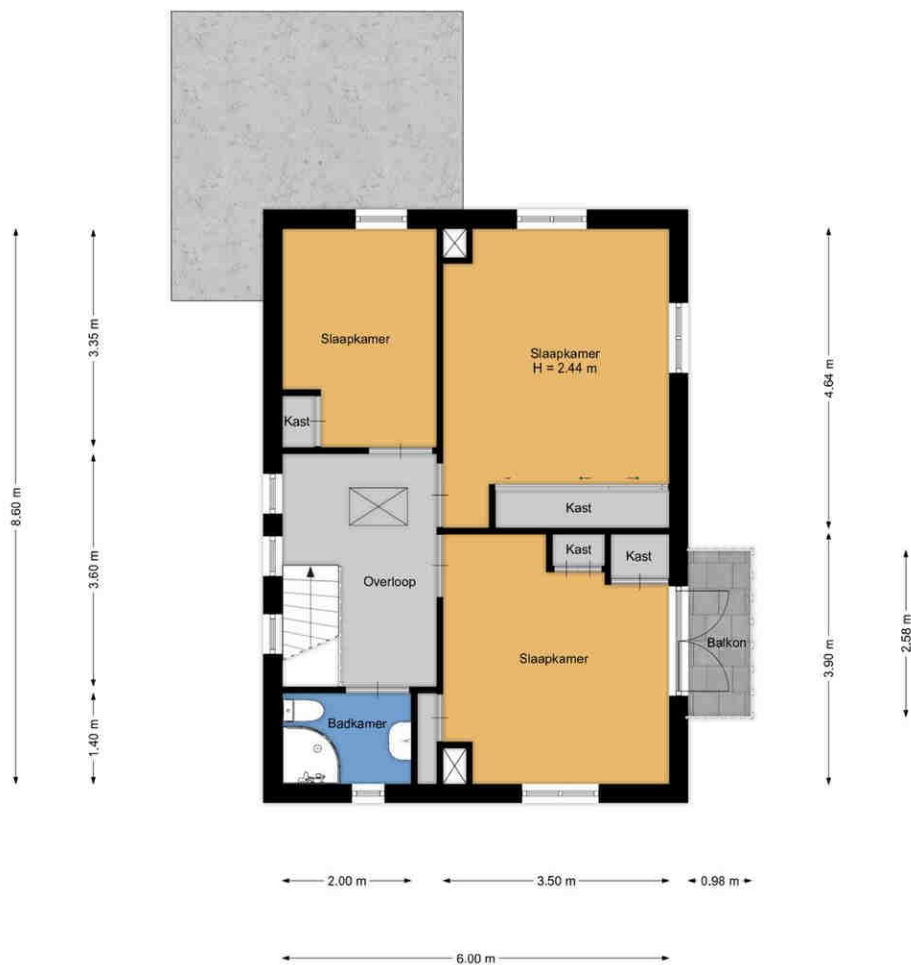 Slaapkamer
Slaapkamer
H = 2.44 m
Kast
Kast
Kast
Kast
Overloop
Slaapkamer
Balkon
Badkamer
8.60 m
3.35 m
3.60 m
1.40 m
4.64 m
3.90 m
2.58 m
2.00 m
3.50 m
0.98 m
6.00 m